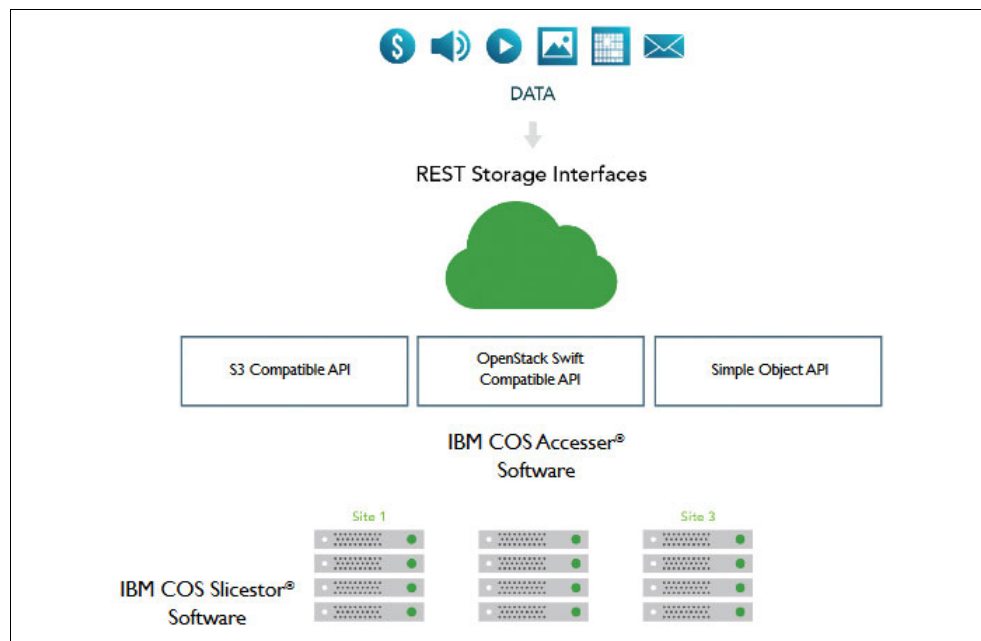 $
DATA
REST Storage Interfaces
S3 Compatible API
OpenStack Swift
Compatible API
Simple Object API
IBM COS Accesser®
Software
Site 1
Site 3
IBM COS Slicestor®
Software